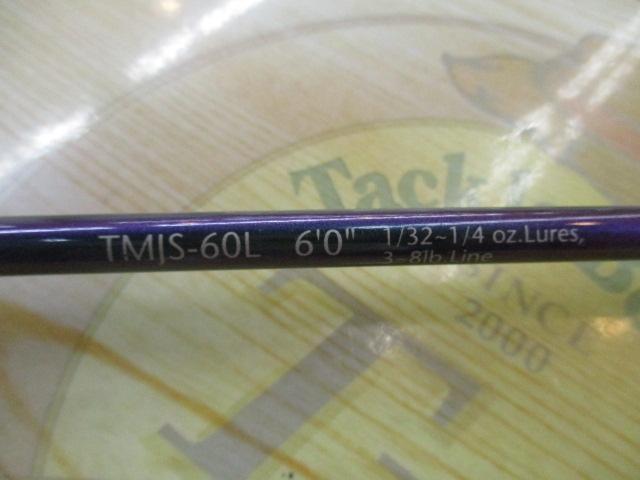 Tack
TMJS-60L 6'0" 1/32~1/4 oz.Lures,
3~8lb.Line
SINCE
2000